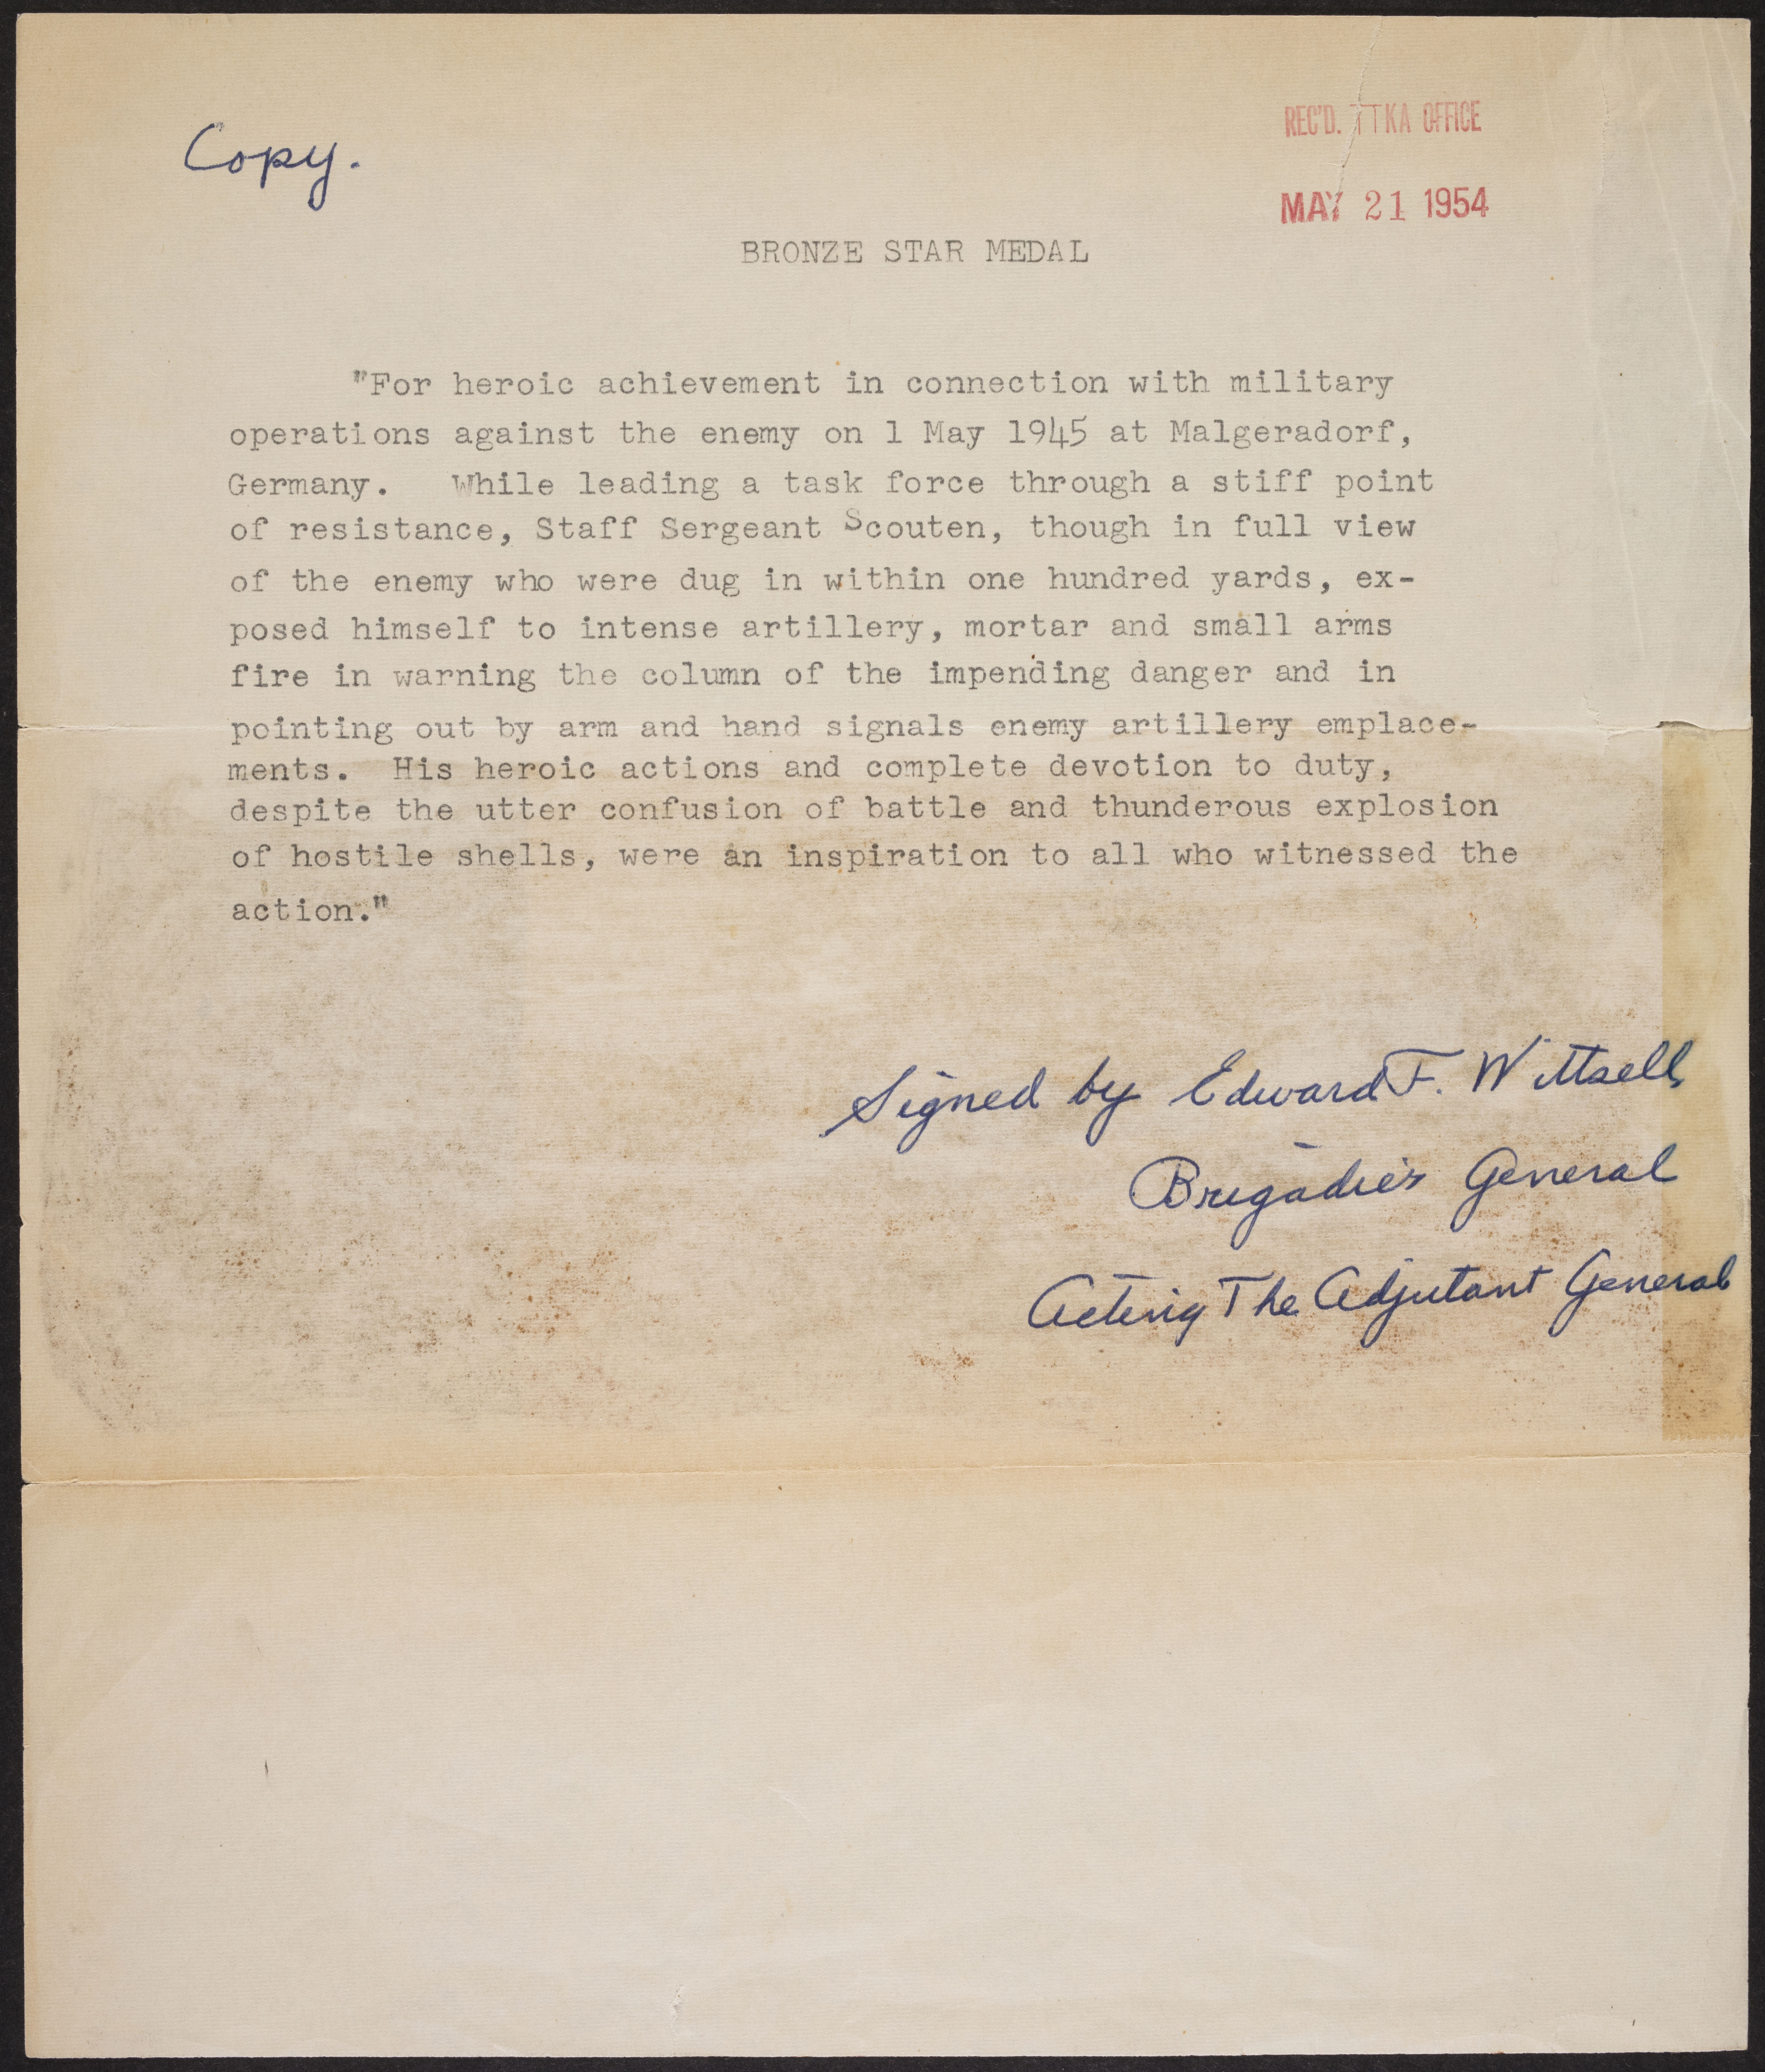 Copy.
REC'D. TTKA OFFICE
MAY 21 1954
BRONZE STAR MEDAL
"For heroic achievement in connection with military
operations against the enemy on 1 May 1945 at Malgeradorf,
Germany. While leading a task force through a stiff point
of resistance, Staff Sergeant Scouten, though in full view
of the enemy who were dug in within one hundred yards, ex-
posed himself to intense artillery, mortar and small arms
fire in warning the column of the impending danger and in
pointing out by arm and hand signals enemy artillery emplace-
ments. His heroic actions and complete devotion to duty,
despite the utter confusion of battle and thunderous explosion
of hostile shells, were an inspiration to all who witnessed the
action."
Signed by Edward F. Wittsell
Brigadier General
Acting The Adjutant General